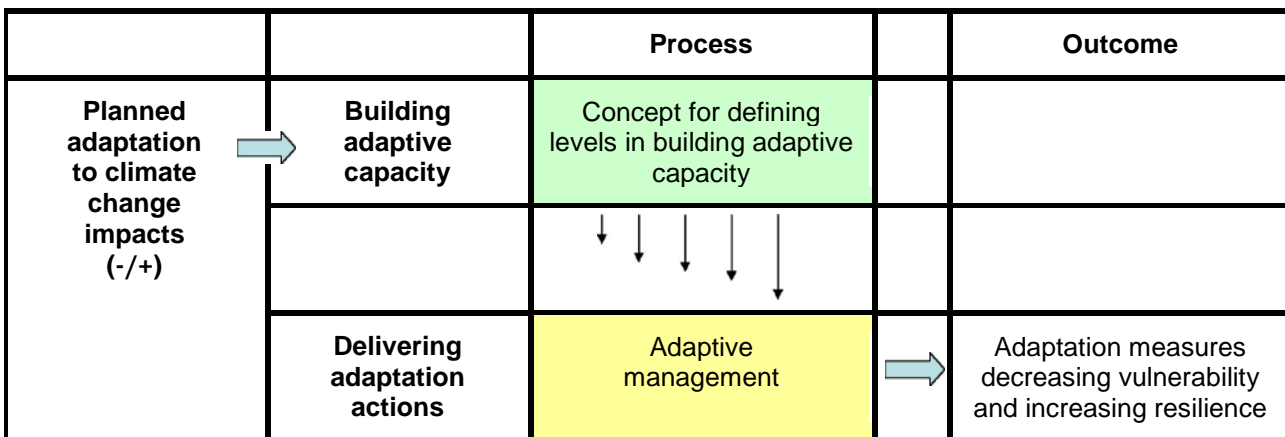 Process
Outcome
Planned
adaptation
to climate
change
impacts
(-/+)
Building
adaptive
capacity
Concept for defining
levels in building adaptive
capacity
Delivering
adaptation
actions
Adaptive
management
Adaptation measures
decreasing vulnerability
and increasing resilience